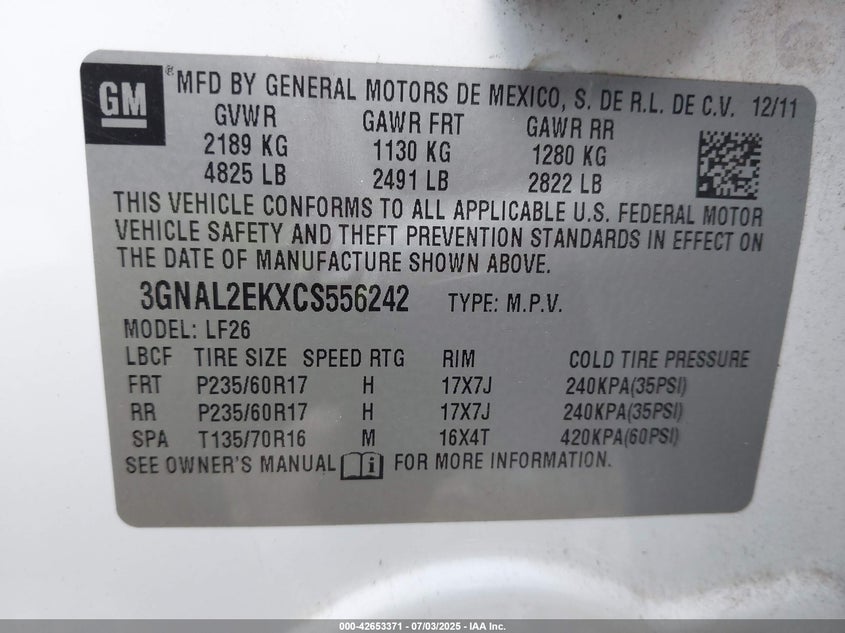 GM ® MFD BY GENERAL MOTORS DE MEXICO, S. DE R.L. DE C.V. 12/11
GVWR GAWR FRT GAWR RR
2189 KG 1130 KG 1280 KG
4825 LB 2491 LB 2822 LB
THIS VEHICLE CONFORMS TO ALL APPLICABLE U.S. FEDERAL MOTOR
VEHICLE SAFETY AND THEFT PREVENTION STANDARDS IN EFFECT ON
THE DATE OF MANUFACTURE SHOWN ABOVE.
3GNAL2EKXCS556242 TYPE: M.P.V.
MODEL: LF26
LBCF TIRE SIZE SPEED RTG RIM COLD TIRE PRESSURE
FRT P235/60R17 H 17X7J 240KPA(35PSI)
RR P235/60R17 H 17X7J 240KPA(35PSI)
SPA T135/70R16 M 16X4T 420KPA(60PSI)
SEE OWNER'S MANUAL i FOR MORE INFORMATION.
000-42653371 - 07/03/2025 - IAA Inc.